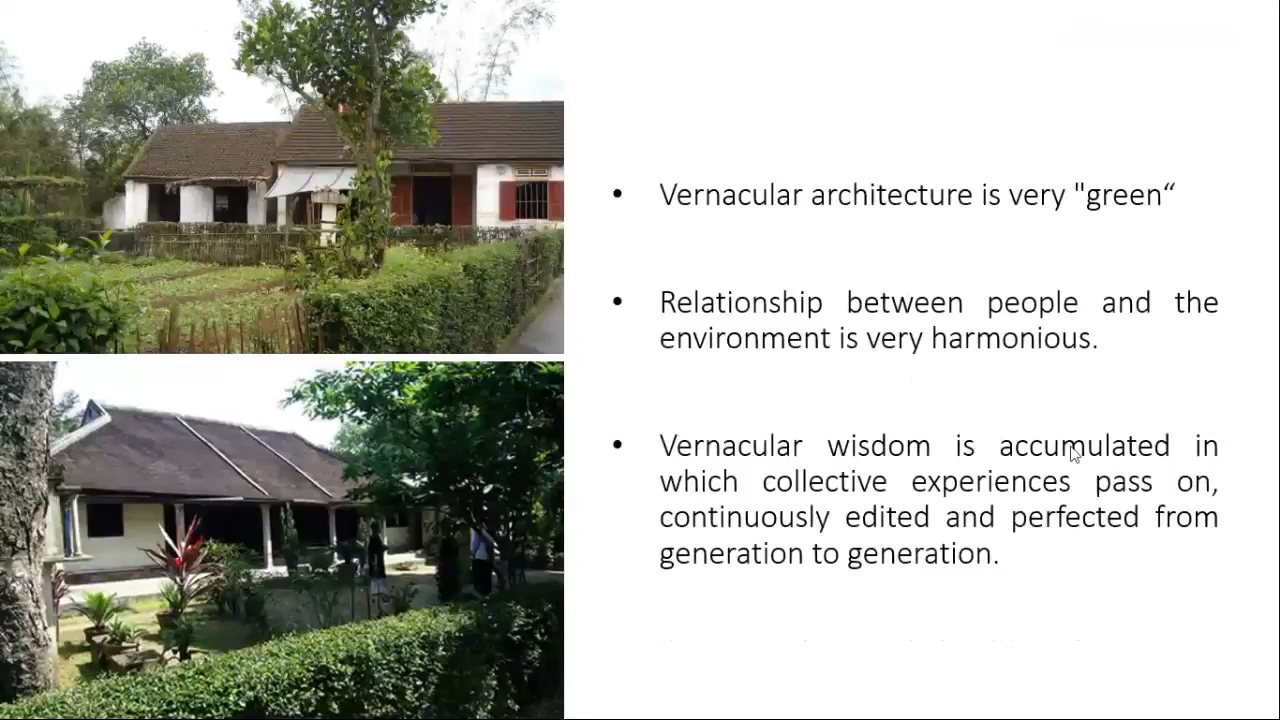 • Vernacular architecture is very "green“
• Relationship between people and the
environment is very harmonious.
• Vernacular wisdom is accumulated in
which collective experiences pass on,
continuously edited and perfected from
generation to generation.